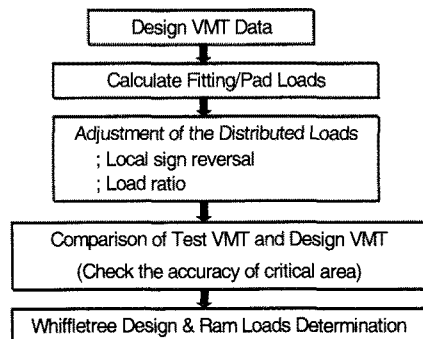 Design VMT Data
Calculate Fitting/Pad Loads
Adjustment of the Distributed Loads
; Local sign reversal
; Load ratio
Comparison of Test VMT and Design VMT
(Check the accuracy of critical area)
Whiffletree Design & Ram Loads Determination